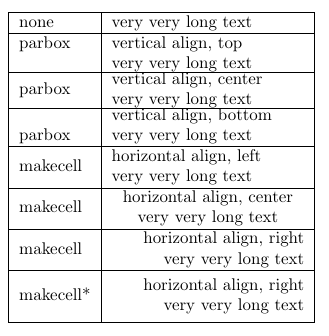 none very very long text
parbox vertical align, top
very very long text
parbox vertical align, center
very very long text
vertical align, bottom
parbox very very long text
makecell horizontal align, left
very very long text
makecell horizontal align, center
very very long text
makecell horizontal align, right
very very long text
makecell* horizontal align, right
very very long text